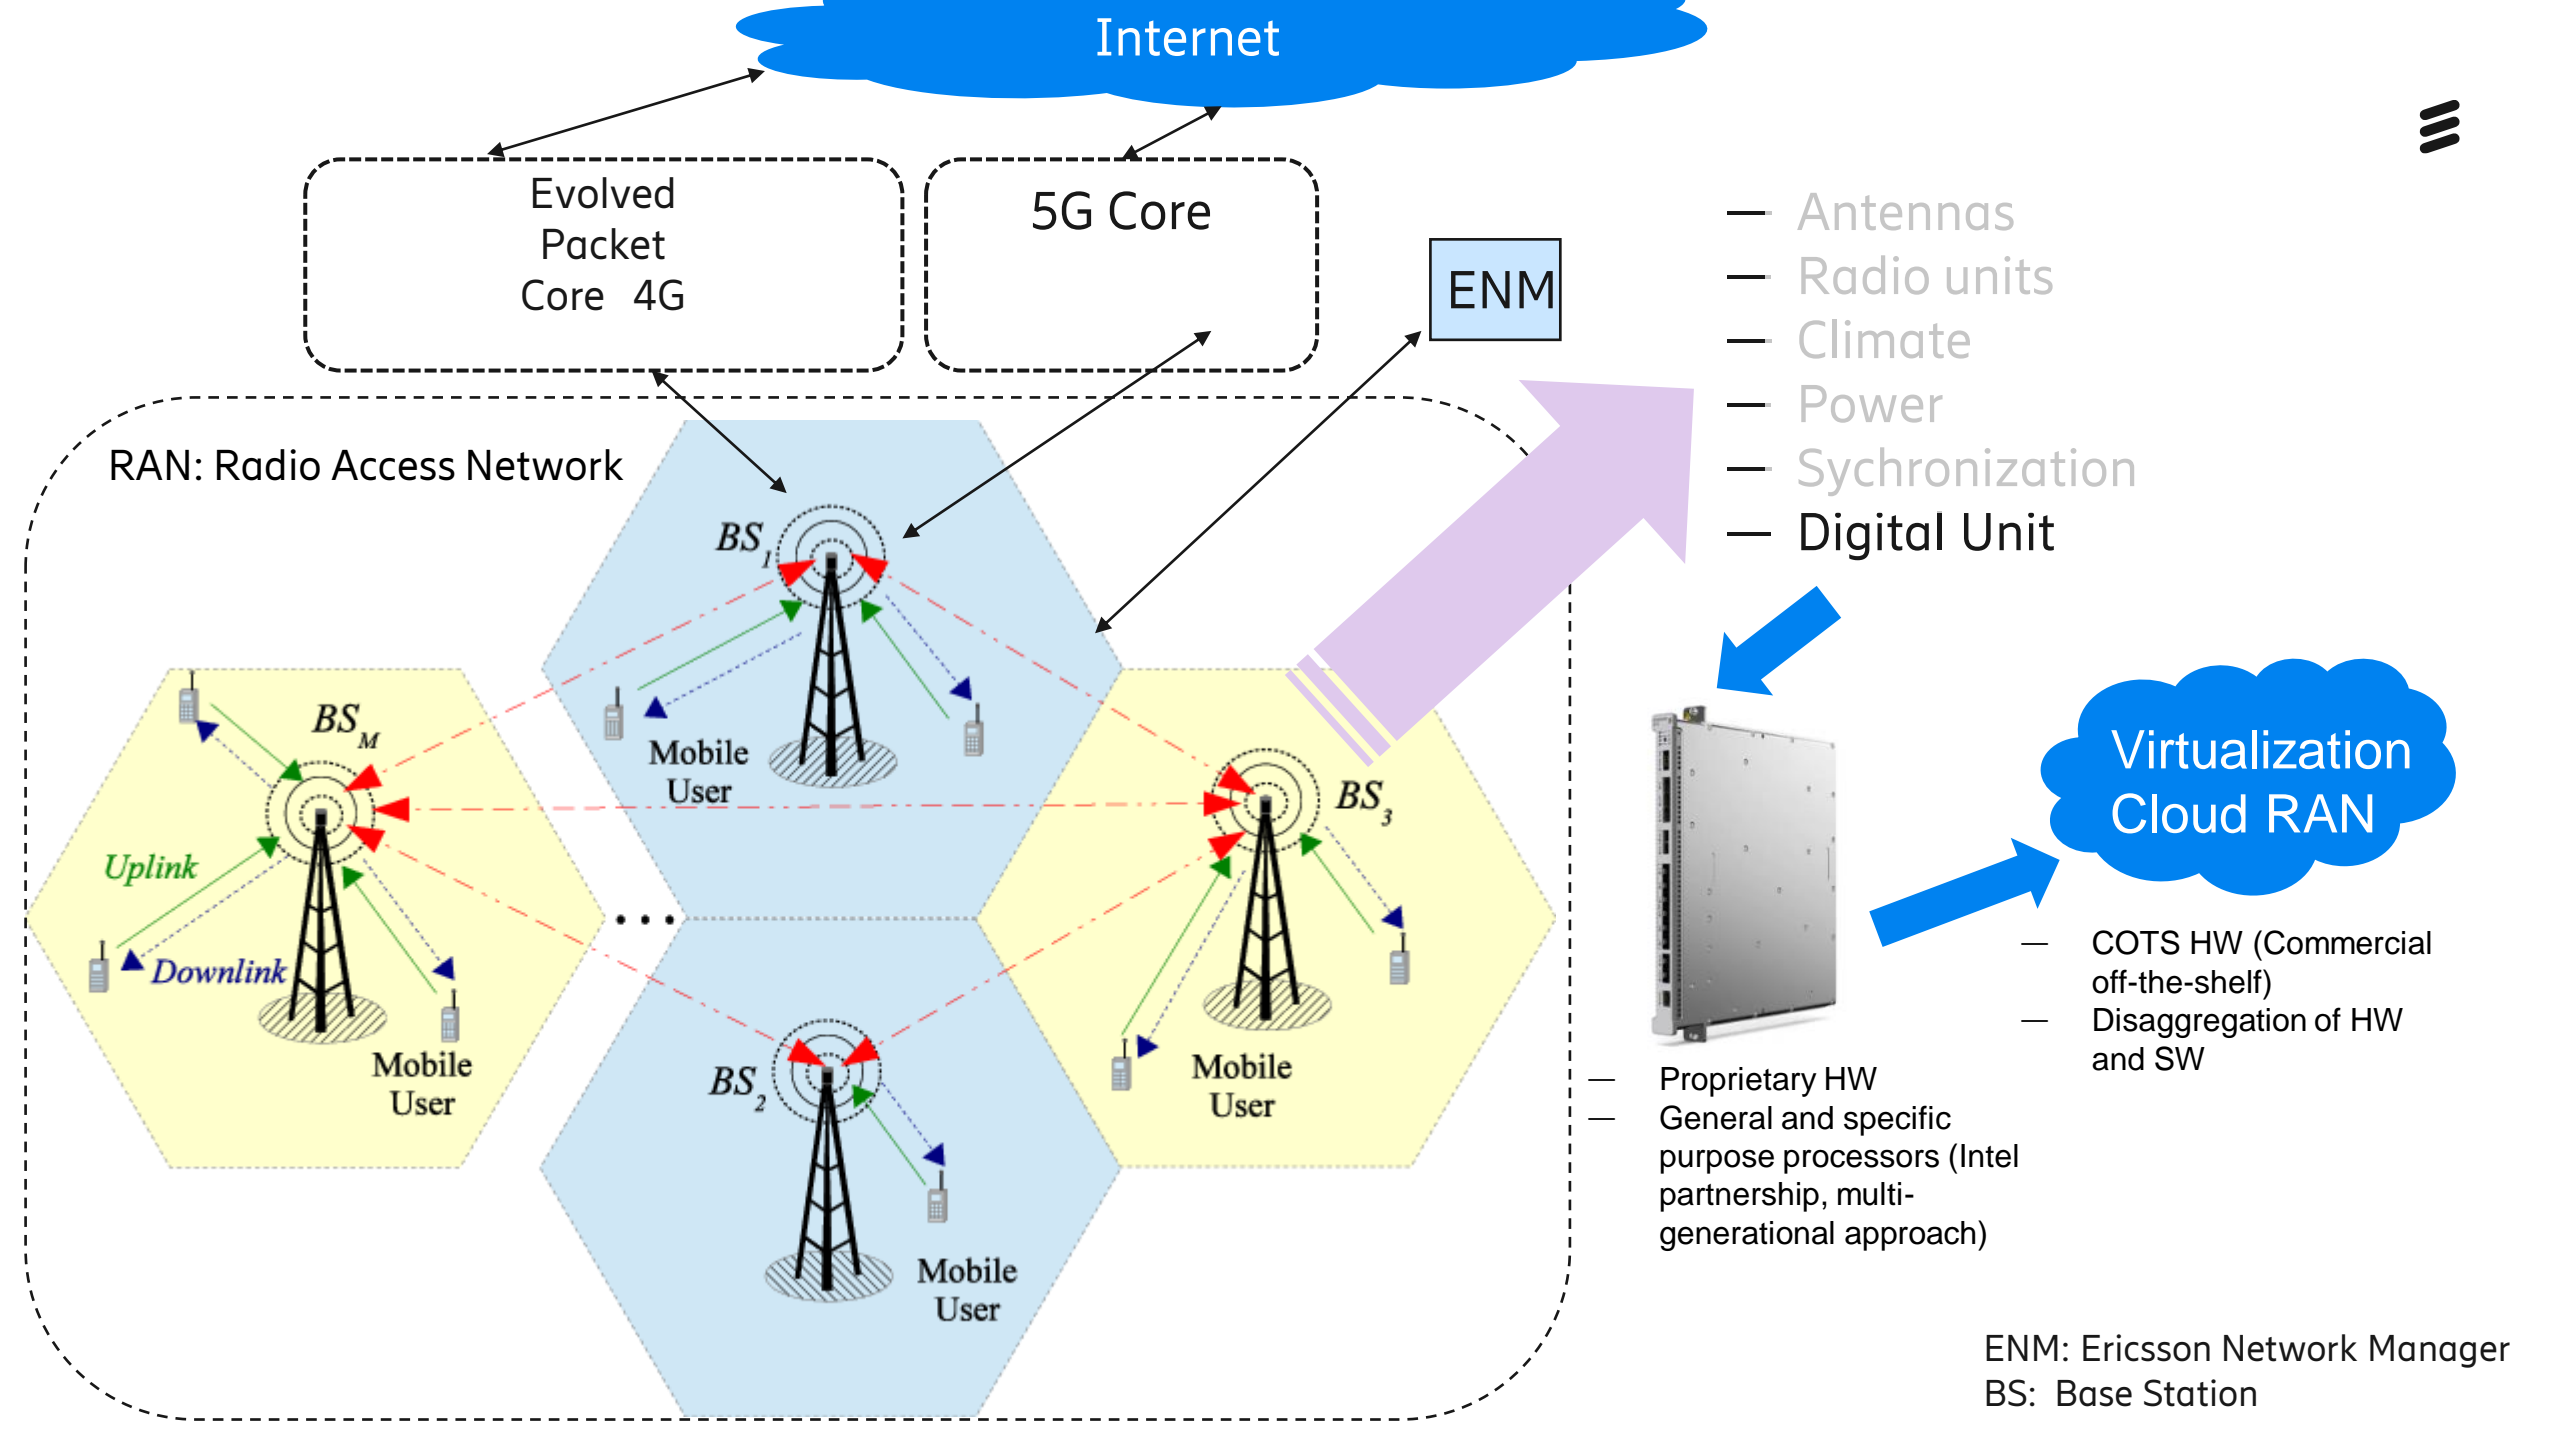 Internet
Evolved
Packet
Core 4G
5G Core
ENM
Antennas
Radio units
Climate
Power
Sychronization
Digital Unit
RAN: Radio Access Network
BS1
BSM
Mobile
User
BS3
Uplink
Downlink
Mobile
User
BS2
Mobile
User
Mobile
User
Virtualization
Cloud RAN
COTS HW (Commercial
off-the-shelf)
Disaggregation of HW
and SW
Proprietary HW
General and specific
purpose processors (Intel
partnership, multi-
generational approach)
ENM: Ericsson Network Manager
BS: Base Station